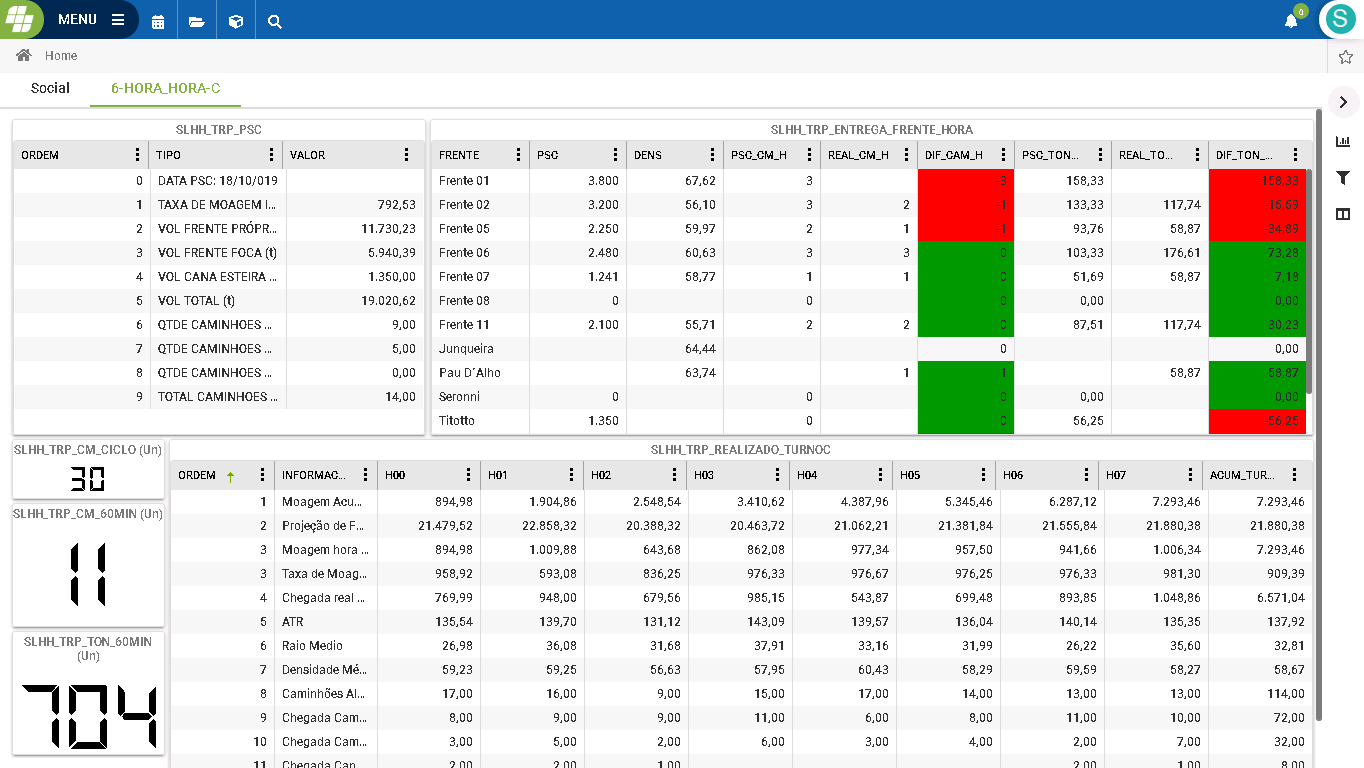 MENU
0
S
Home
Social 6-HORA_HORA-C
SLHH_TRP_PSC
ORDEM TIPO VALOR
0 DATA PSC: 18/10/019
1 TAXA DE MOAGEM I... 792,53
2 VOL FRENTE PRÓPR... 11.730,23
3 VOL FRENTE FOCA (t) 5.940,39
4 VOL CANA ESTEIRA ... 1.350,00
5 VOL TOTAL (t) 19.020,62
6 QTDE CAMINHOES ... 9,00
7 QTDE CAMINHOES ... 5,00
8 QTDE CAMINHOES ... 0,00
9 TOTAL CAMINHOES ... 14,00
SLHH_TRP_ENTREGA_FRENTE_HORA
FRENTE PSC DENS PSC_CM_H REAL_CM_H DIF_CAM_H PSC_TON... REAL_TO... DIF_TON_...
Frente 01 3.800 67,62 3 -3 158,33 -158,33
Frente 02 3.200 56,10 3 2 -1 133,33 117,74 -15,59
Frente 05 2.250 59,97 2 1 -1 93,76 58,87 -34,89
Frente 06 2.480 60,63 3 3 0 103,33 176,61 73,28
Frente 07 1.241 58,77 1 1 0 51,69 58,87 7,18
Frente 08 0 0 0 0,00 0,00
Frente 11 2.100 55,71 2 2 0 87,51 117,74 30,23
Junqueira 64,44 0 0,00
Pau D´Alho 63,74 1 1 58,87 58,87
Seronni 0 0 0 0,00 0,00
Titotto 1.350 0 0 56,25 -56,25
SLHH_TRP_CM_CICLO (Un)
30
SLHH_TRP_CM_60MIN (Un)
11
SLHH_TRP_TON_60MIN
(Un)
704
SLHH_TRP_REALIZADO_TURNOC
ORDEM INFORMAC... H00 H01 H02 H03 H04 H05 H06 H07 ACUM_TUR...
1 Moagem Acu... 894,98 1.904,86 2.548,54 3.410,62 4.387,96 5.345,46 6.287,12 7.293,46 7.293,46
2 Projeção de F... 21.479,52 22.858,32 20.388,32 20.463,72 21.062,21 21.381,84 21.555,84 21.880,38 21.880,38
3 Moagem hora ... 894,98 1.009,88 643,68 862,08 977,34 957,50 941,66 1.006,34 7.293,46
3 Taxa de Moag... 958,92 593,08 836,25 976,33 976,67 976,25 976,33 981,30 909,39
4 Chegada real ... 769,99 948,00 679,56 985,15 543,87 699,48 893,85 1.048,86 6.571,04
5 ATR 135,54 139,70 131,12 143,09 139,57 136,04 140,14 135,35 137,92
6 Raio Medio 26,98 36,08 31,68 37,91 33,16 31,99 26,22 35,60 32,81
7 Densidade Mé... 59,23 59,25 56,63 57,95 60,43 58,29 59,59 58,27 58,67
8 Caminhões Al... 17,00 16,00 9,00 15,00 17,00 14,00 13,00 13,00 114,00
9 Chegada Cam... 8,00 9,00 9,00 11,00 6,00 8,00 11,00 10,00 72,00
10 Chegada Cam... 3,00 5,00 2,00 6,00 3,00 4,00 2,00 7,00 32,00
11 Chegada Can... 2,00 2,00 1,00 2,00 1,00 8,00